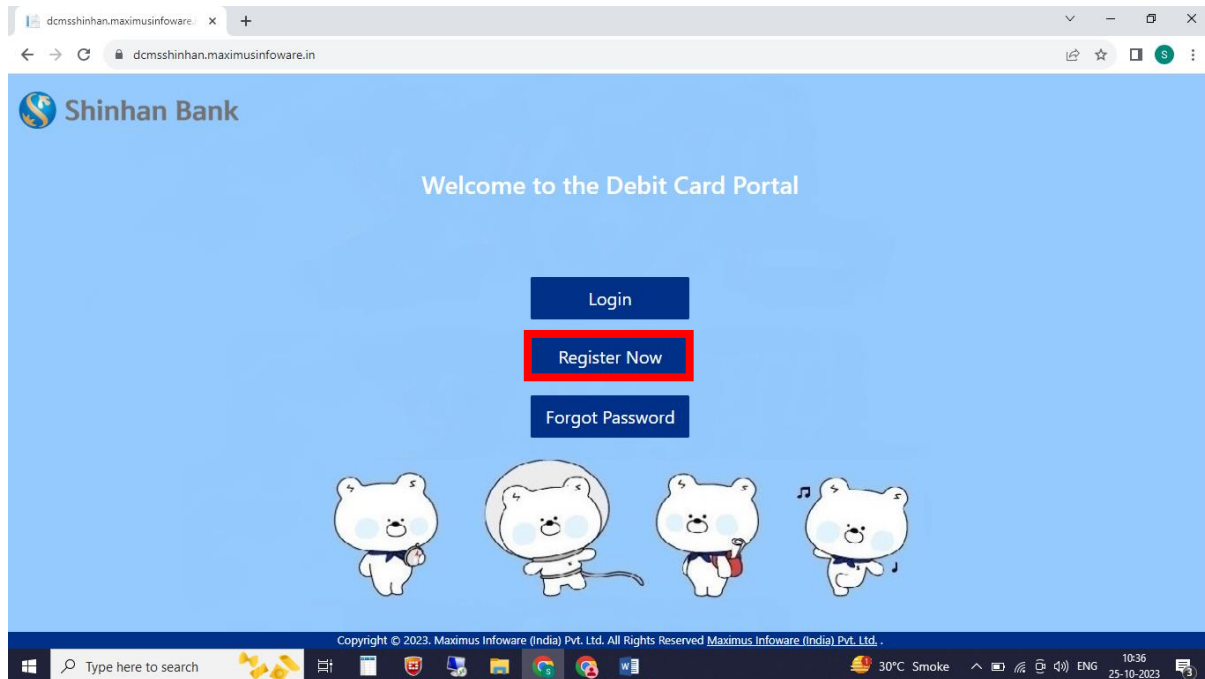 dcmsshinhan.maximusinfoware.
dcmsshinhan.maximusinfoware.in
S
Shinhan Bank
Welcome to the Debit Card Portal
Login
Register Now
Forgot Password
Copyright © 2023. Maximus Infoware (India) Pvt. Ltd. All Rights Reserved Maximus Infoware (India) Pvt. Ltd. .
Type here to search
30°C Smoke
ENG
10:36
25-10-2023
3